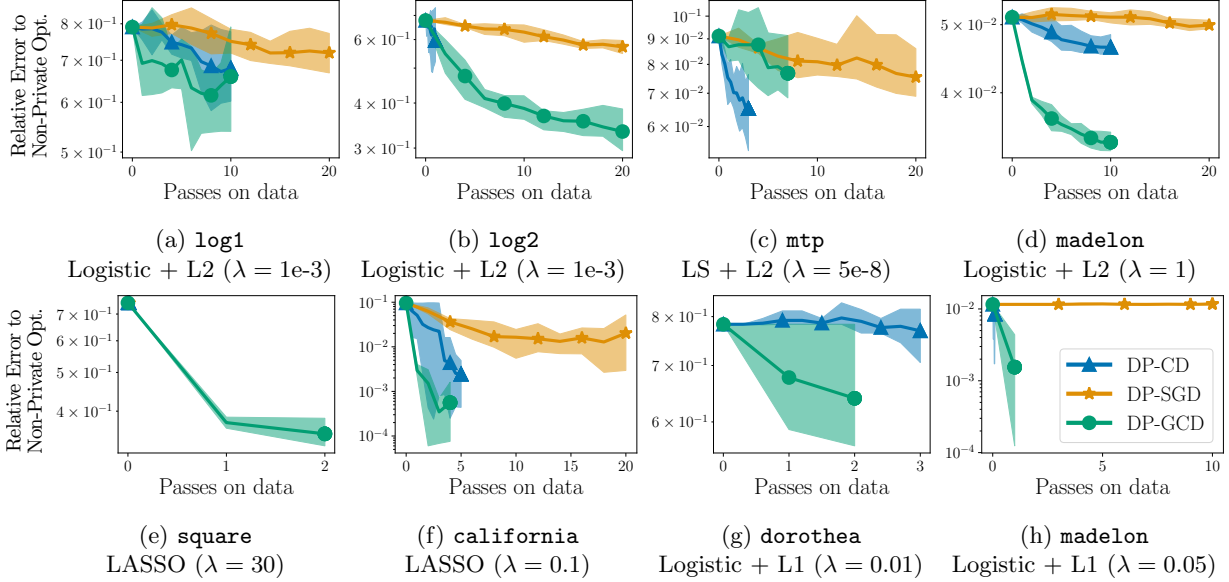 Relative Error to
Non-Private Opt.
8 × 10⁻¹
7 × 10⁻¹
6 × 10⁻¹
5 × 10⁻¹
0 10 20
Passes on data
(a) log1
Logistic + L2 (λ = 1e-3)
6 × 10⁻¹
4 × 10⁻¹
3 × 10⁻¹
0 10 20
Passes on data
(b) log2
Logistic + L2 (λ = 1e-3)
1 × 10⁻¹
9 × 10⁻²
8 × 10⁻²
7 × 10⁻²
6 × 10⁻²
0 10 20
Passes on data
(c) mtp
LS + L2 (λ = 5e-8)
5 × 10⁻²
4 × 10⁻²
0 10 20
Passes on data
(d) madelon
Logistic + L2 (λ = 1)
Relative Error to
Non-Private Opt.
7 × 10⁻¹
6 × 10⁻¹
5 × 10⁻¹
4 × 10⁻¹
0 1 2
Passes on data
(e) square
LASSO (λ = 30)
10⁻¹
10⁻²
10⁻³
10⁻⁴
0 5 10 15 20
Passes on data
(f) california
LASSO (λ = 0.1)
8 × 10⁻¹
7 × 10⁻¹
6 × 10⁻¹
0 1 2 3
Passes on data
(g) dorothea
Logistic + L1 (λ = 0.01)
10⁻²
10⁻³
10⁻⁴
DP-CD
DP-SGD
DP-GCD
0 5 10
Passes on data
(h) madelon
Logistic + L1 (λ = 0.05)